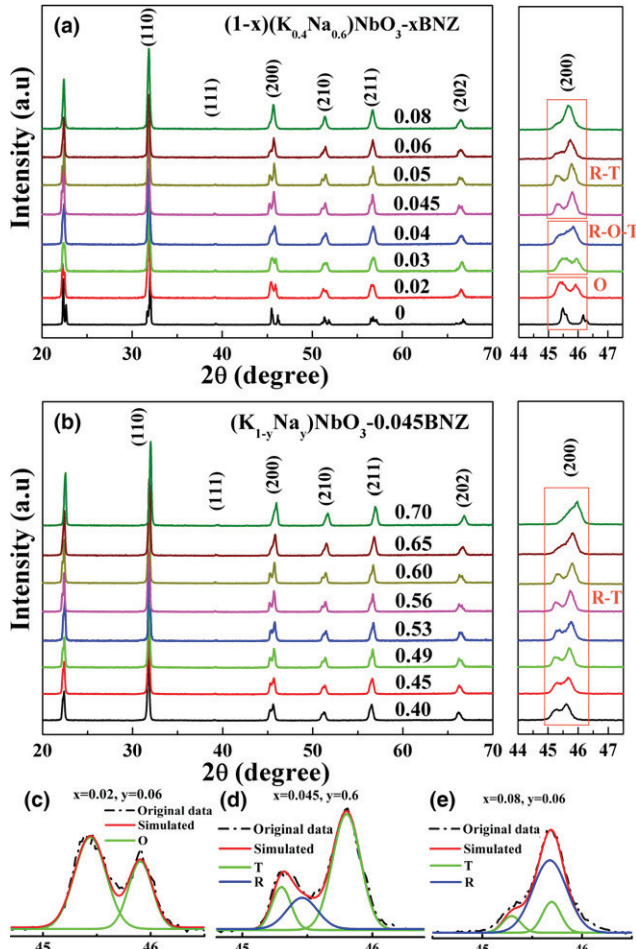 (a)
(1-x)(K0.4Na0.6)NbO3-xBNZ
(110)
(111)
(200)
(210)
(211)
(202)
(200)
0.08
0.06
0.05
0.045
0.04
0.03
0.02
0
R-T
R-O-T
O
Intensity (a.u)
20 30 40 50 60 70
44 45 46 47
2θ (degree)
(b)
(K1-yNay)NbO3-0.045BNZ
(110)
(111)
(200)
(210)
(211)
(202)
(200)
0.70
0.65
0.60
0.56
0.53
0.49
0.45
0.40
R-T
Intensity (a.u)
20 30 40 50 60 70
44 45 46 47
2θ (degree)
(c)
x=0.02, y=0.06
Original data
Simulated
O
45 46
(d)
x=0.045, y=0.6
Original data
Simulated
T
R
45 46
(e)
x=0.08, y=0.06
Original data
Simulated
T
R
45 46